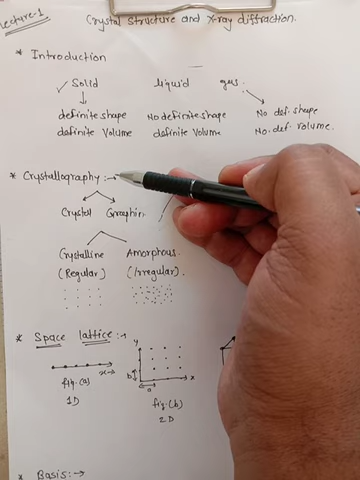 Lecture-1
Crystal Structure and X-ray diffraction.
* Introduction
✓ Solid liquid gas.
definite shape No definite shape No def. shape
definite Volume definite Volume No. def. volume.
* Crystallography :→
Crystal Graphin
Crystalline Amorphous.
(Regular) (Irregular).
* Space lattice :→
x→ y x
b a
fig.(a) fig.(b)
1D 2D
* Basis :→